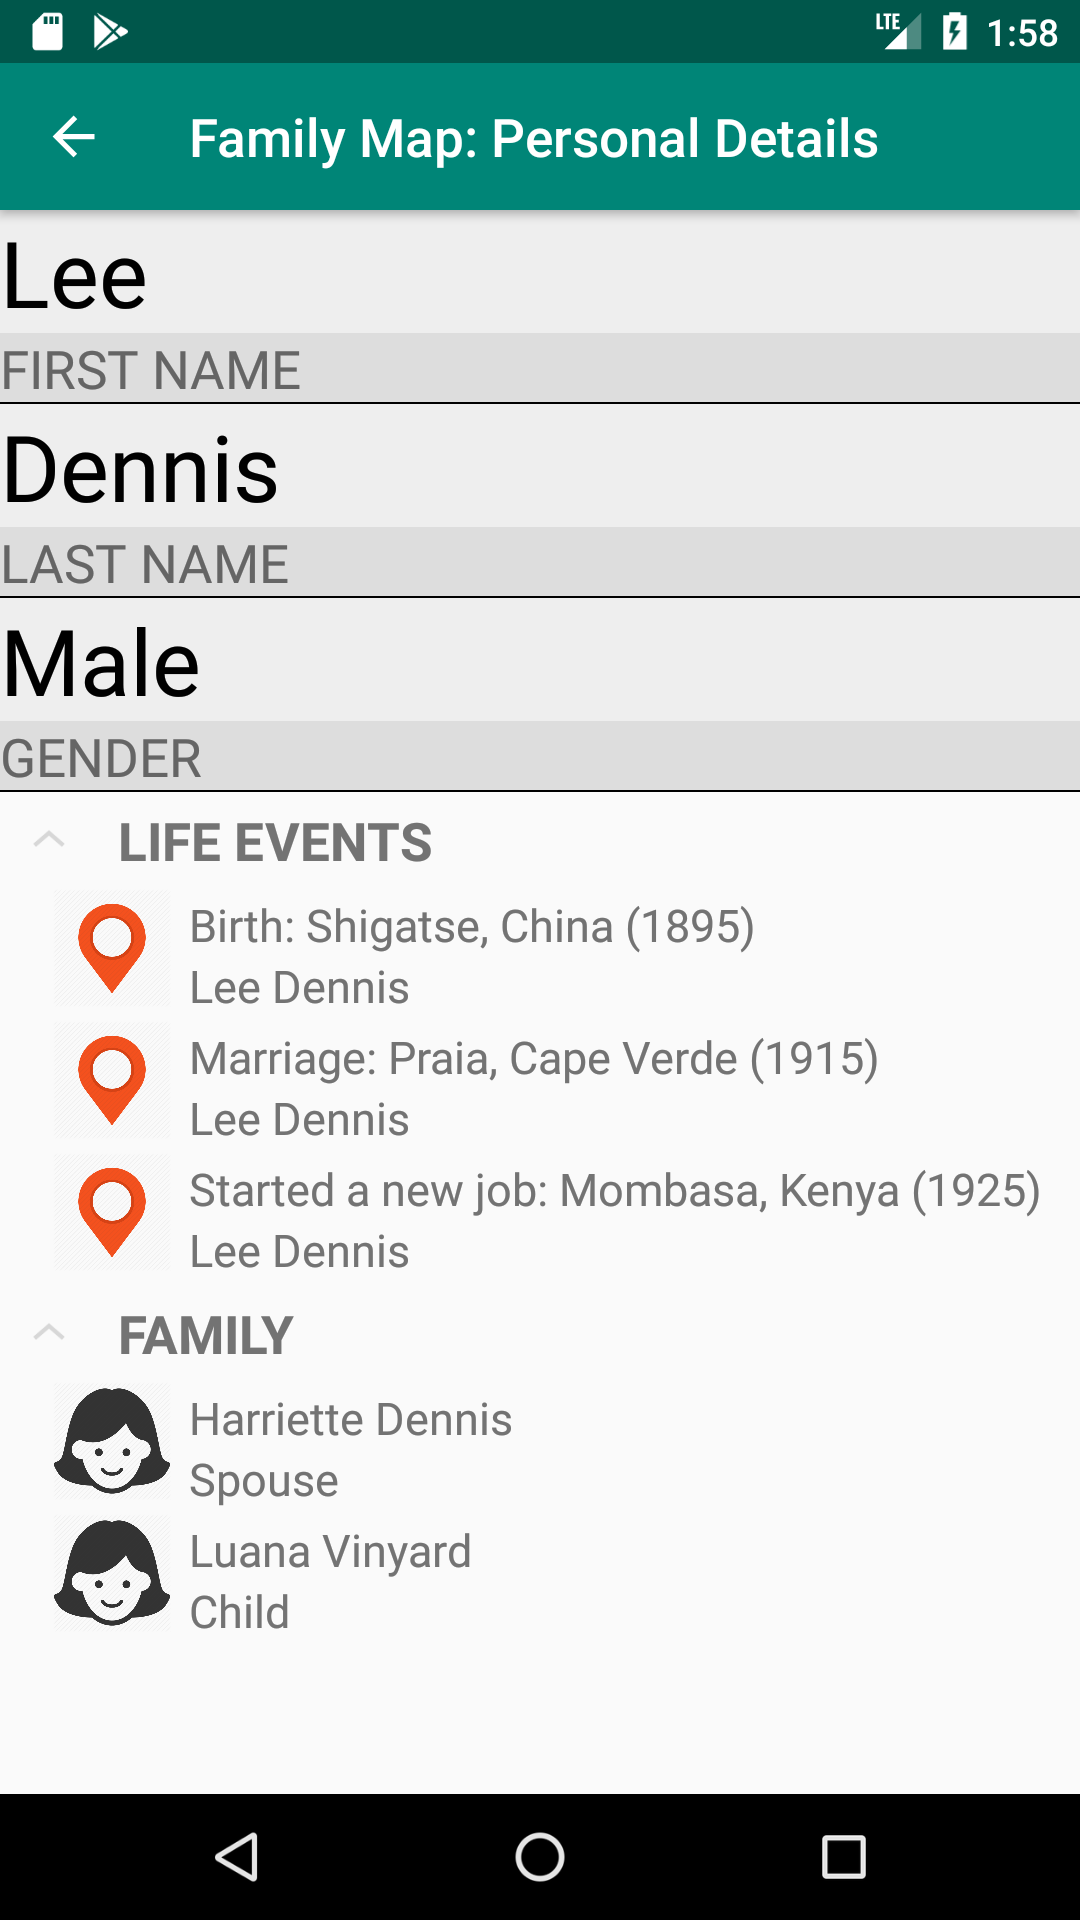 LTE 1:58
Family Map: Personal Details
Lee
FIRST NAME
Dennis
LAST NAME
Male
GENDER
LIFE EVENTS
Birth: Shigatse, China (1895)
Lee Dennis
Marriage: Praia, Cape Verde (1915)
Lee Dennis
Started a new job: Mombasa, Kenya (1925)
Lee Dennis
FAMILY
Harriette Dennis
Spouse
Luana Vinyard
Child